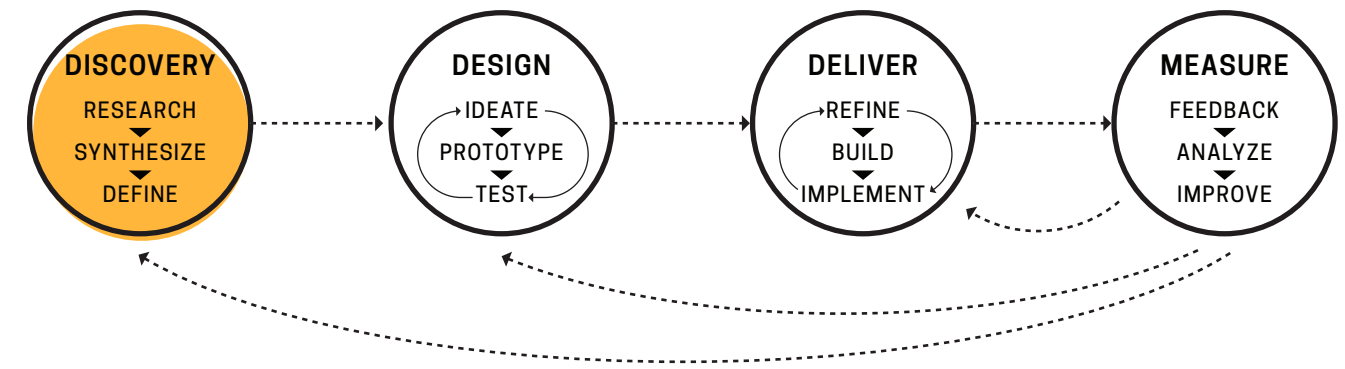 DISCOVERY
RESEARCH
SYNTHESIZE
DEFINE
DESIGN
IDEATE
PROTOTYPE
TEST
DELIVER
REFINE
BUILD
IMPLEMENT
MEASURE
FEEDBACK
ANALYZE
IMPROVE